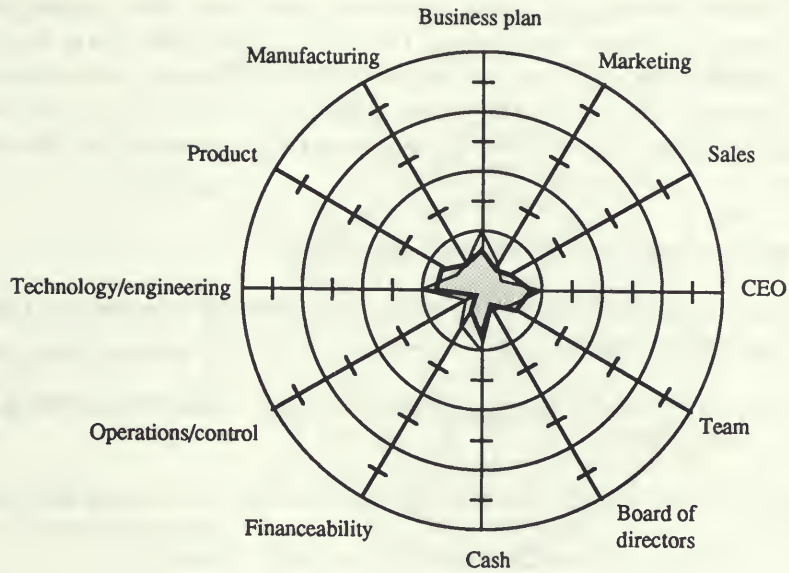 Business plan
Manufacturing
Marketing
Product
Sales
Technology/engineering
CEO
Operations/control
Team
Financeability
Board of
directors
Cash